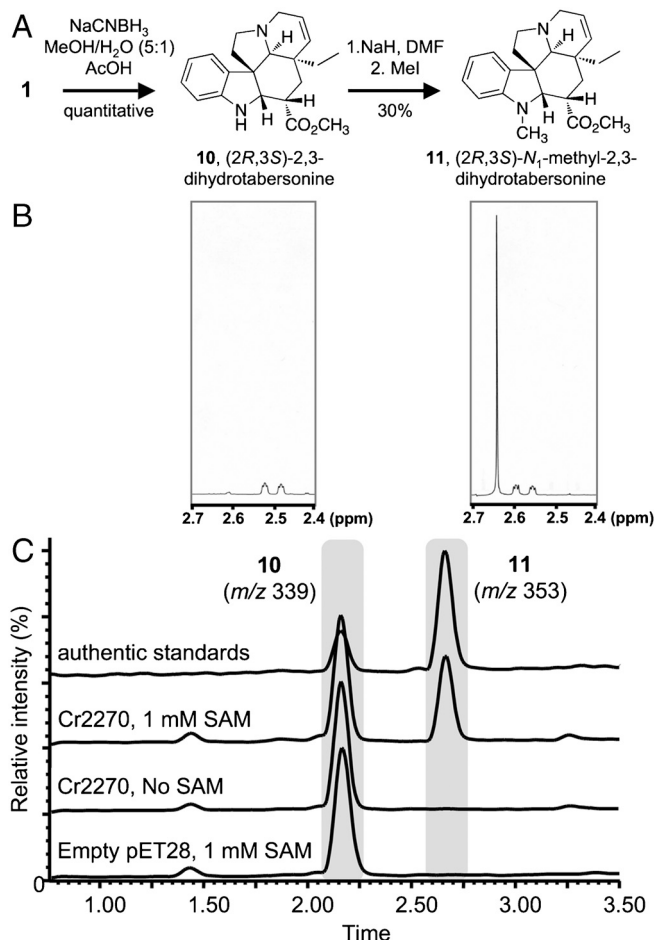 A
NaCNBH3
MeOH/H2O (5:1)
AcOH
1
quantitative
N
H
N
H
H
H
CO2CH3
1.NaH, DMF
2. MeI
30%
N
H
N
CH3
H
H
CO2CH3
10, (2R,3S)-2,3-
dihydrotabersonine
11, (2R,3S)-N1-methyl-2,3-
dihydrotabersonine
B
2.7 2.6 2.5 2.4 (ppm)
2.7 2.6 2.5 2.4 (ppm)
C
10
(m/z 339)
11
(m/z 353)
Relative intensity (%)
authentic standards
Cr2270, 1 mM SAM
Cr2270, No SAM
Empty pET28, 1 mM SAM
0
1.00 1.50 2.00 2.50 3.00 3.50
Time